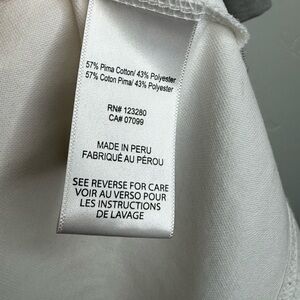 57% Pima Cotton/ 43% Polyester
57% Coton Pima/ 43% Polyester
RN# 123280
CA# 07099
MADE IN PERU
FABRIQUÉ AU PÉROU
SEE REVERSE FOR CARE
VOIR AU VERSO POUR
LES INSTRUCTIONS
DE LAVAGE